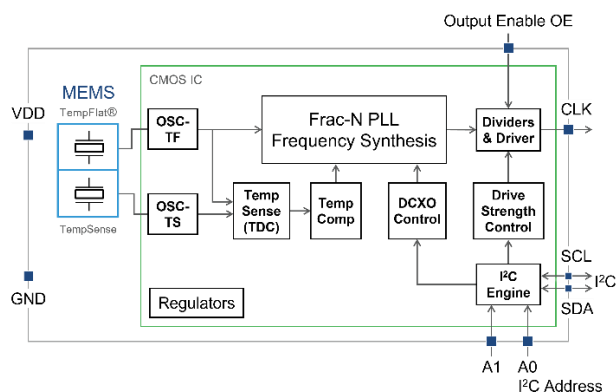 Output Enable OE
CMOS IC
MEMS
TempFlat®
VDD
OSC-
TF
Frac-N PLL
Frequency Synthesis
Dividers
& Driver
CLK
TempSense
OSC-
TS
Temp
Sense
(TDC)
Temp
Comp
DCXO
Control
Drive
Strength
Control
GND
Regulators
I²C
Engine
SCL
I²C
SDA
A1
A0
I²C Address